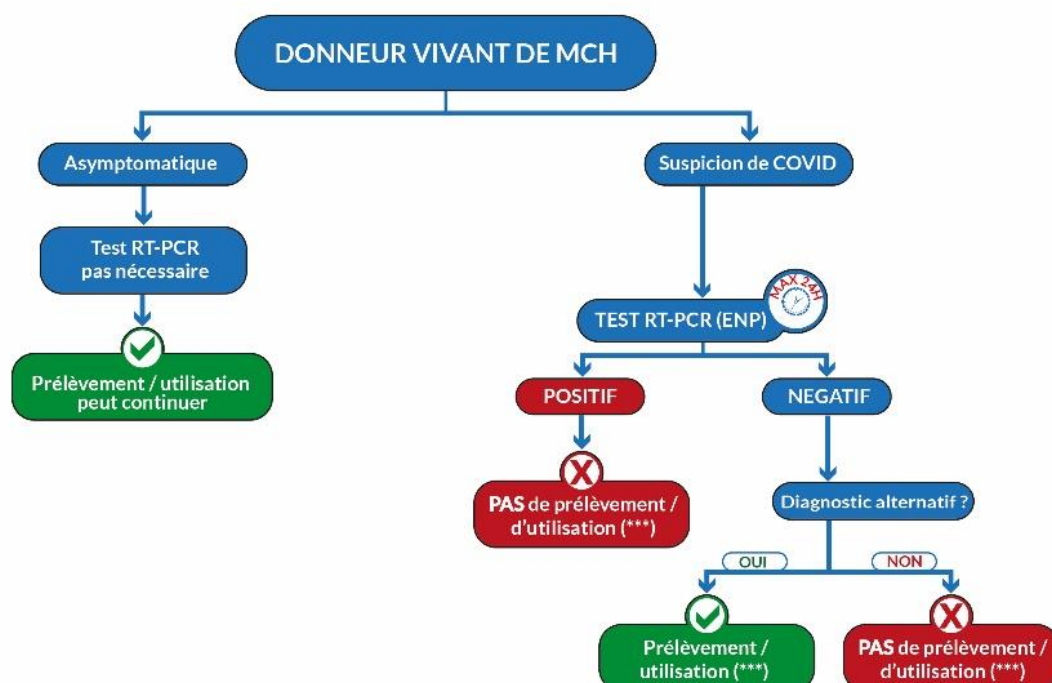 DONNEUR VIVANT DE MCH
Asymptomatique
Suspicion de COVID
Test RT-PCR
pas nécessaire
MAX 24H
TEST RT-PCR (ENP)
Prélèvement / utilisation
peut continuer
POSITIF
NEGATIF
PAS de prélèvement /
d'utilisation (***)
Diagnostic alternatif ?
OUI
NON
Prélèvement /
utilisation (***)
PAS de prélèvement /
d'utilisation (***)